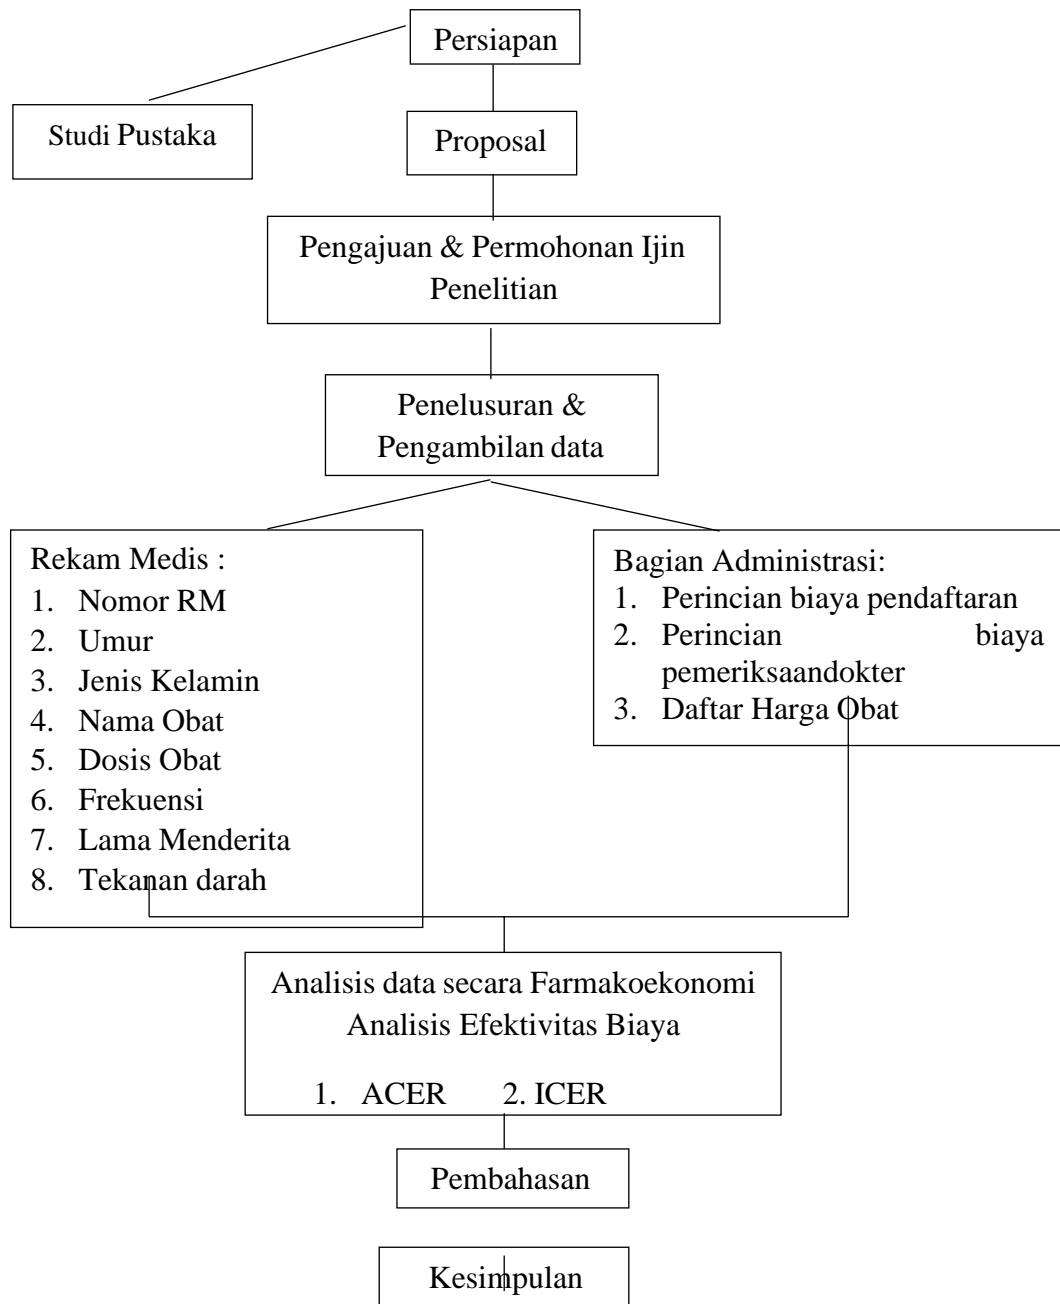 Persiapan
Studi Pustaka
Proposal
Pengajuan & Permohonan Ijin
Penelitian
Penelusuran &
Pengambilan data
Rekam Medis :
1. Nomor RM
2. Umur
3. Jenis Kelamin
4. Nama Obat
5. Dosis Obat
6. Frekuensi
7. Lama Menderita
8. Tekanan darah
Bagian Administrasi:
1. Perincian biaya pendaftaran
2. Perincian biaya
pemeriksaandokter
3. Daftar Harga Obat
Analisis data secara Farmakoekonomi
Analisis Efektivitas Biaya
1. ACER 2. ICER
Pembahasan
Kesimpulan